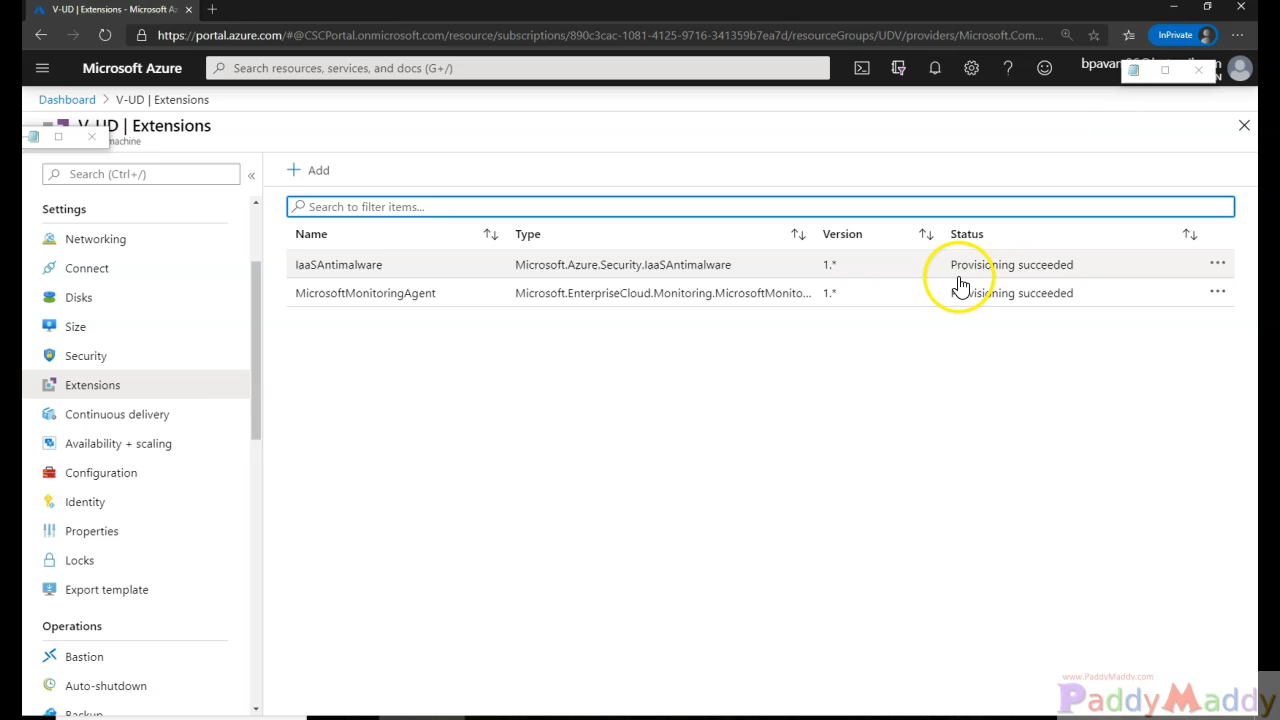 V-UD | Extensions - Microsoft Az
https://portal.azure.com/#@CSCPortal.onmicrosoft.com/resource/subscriptions/890c3cac-1081-4125-9716-341359b7ea7d/resourceGroups/UDV/providers/Microsoft.Com...
InPrivate
Microsoft Azure
Search resources, services, and docs (G+/)
Dashboard > V-UD | Extensions
V-UD | Extensions
machine
Search (Ctrl+/)
«
Add
Settings
Search to filter items...
Name Type Version Status
Networking
IaaSAntimalware Microsoft.Azure.Security.IaaSAntimalware 1.* Provisioning succeeded
Connect
MicrosoftMonitoringAgent Microsoft.EnterpriseCloud.Monitoring.MicrosoftMonito... 1.* Provisioning succeeded
Disks
Size
Security
Extensions
Continuous delivery
Availability + scaling
Configuration
Identity
Properties
Locks
Export template
Operations
Bastion
Auto-shutdown
Backup
www.PaddyMaddy.com
PaddyMaddy